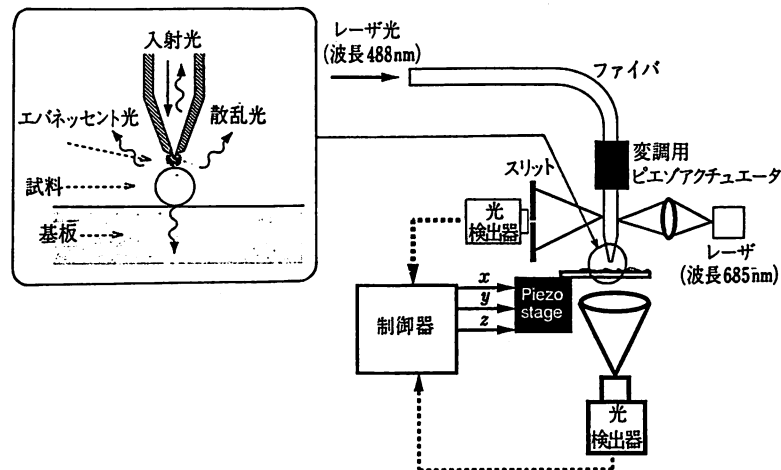 入射光
エバネッセント光
散乱光
試料
基板
レーザ光
(波長488nm)
ファイバ
変調用
ピエゾアクチュエータ
スリット
光
検出器
レーザ
(波長685nm)
x
y
z
Piezo
stage
制御器
光
検出器